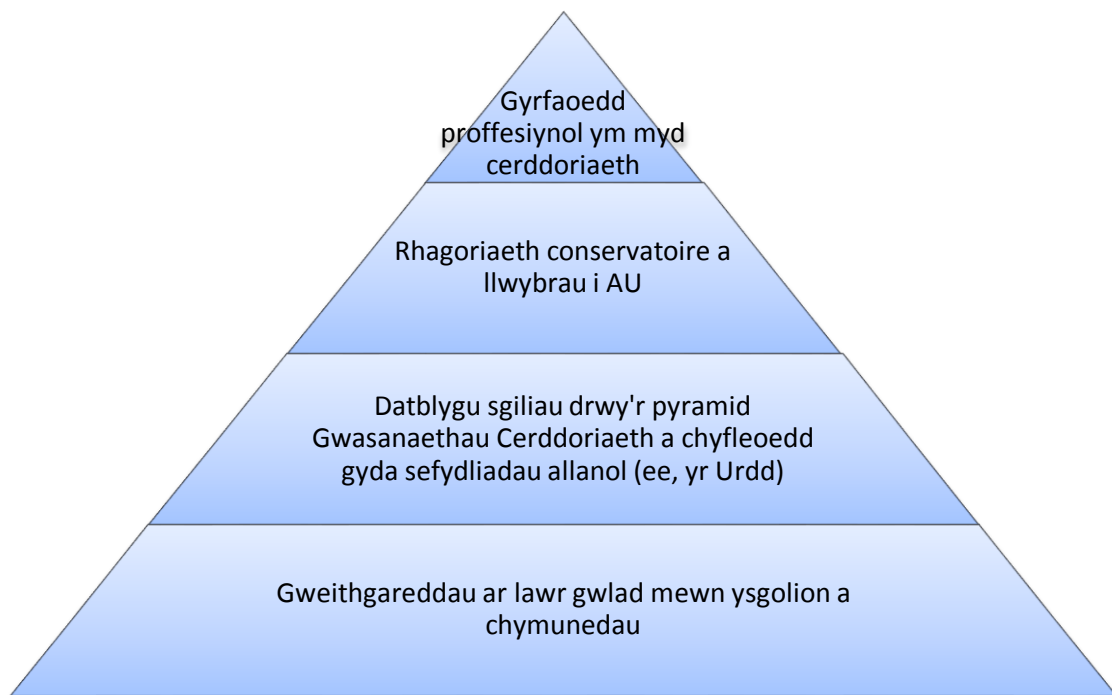 Gyrfaoedd
proffesiynol ym myd
cerddoriaeth
Rhagoriaeth conservatoire a
llwybrau i AU
Datblygu sgiliau drwy'r pyramid
Gwasanaethau Cerddoriaeth a chyfleoedd
gyda sefydliadau allanol (ee, yr Urdd)
Gweithgareddau ar lawr gwlad mewn ysgolion a
chymunedau